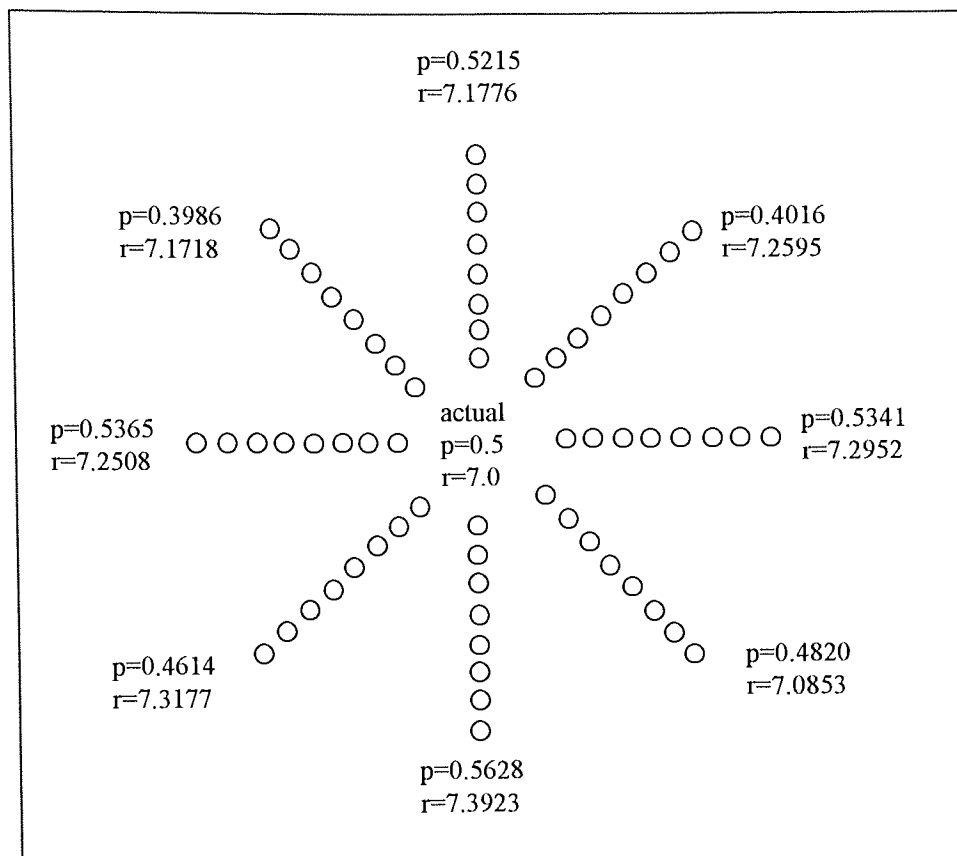 p=0.5215
r=7.1776
p=0.3986
r=7.1718
p=0.4016
r=7.2595
actual
p=0.5
r=7.0
p=0.5365
r=7.2508
p=0.5341
r=7.2952
p=0.4614
r=7.3177
p=0.4820
r=7.0853
p=0.5628
r=7.3923